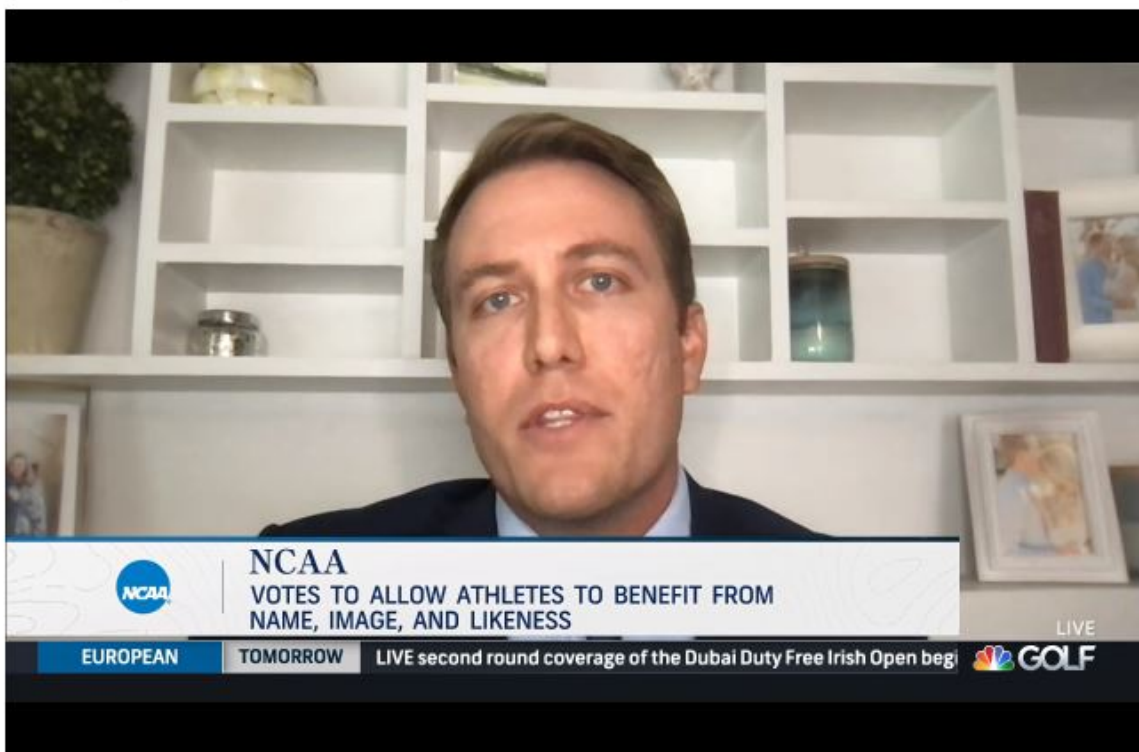 NCAA
NCAA
VOTES TO ALLOW ATHLETES TO BENEFIT FROM
NAME, IMAGE, AND LIKENESS
LIVE
EUROPEAN TOMORROW LIVE second round coverage of the Dubai Duty Free Irish Open begi GOLF